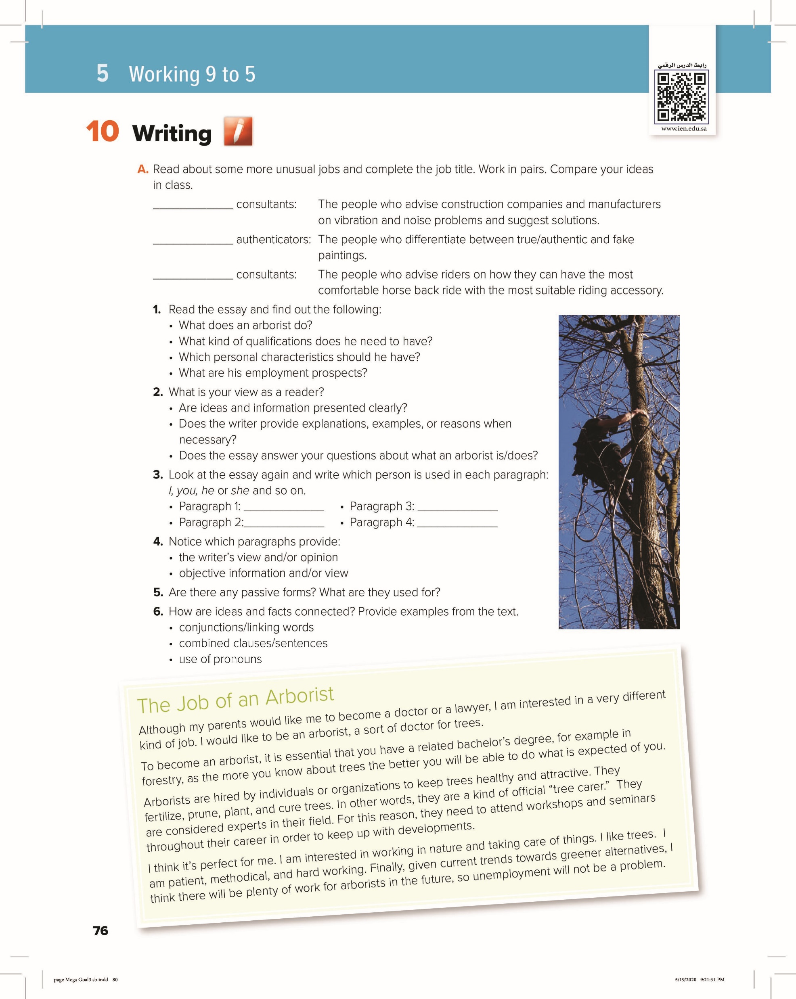 5 Working 9 to 5
رابط الدرس الرقمي
www.ien.edu.sa
10 Writing
A. Read about some more unusual jobs and complete the job title. Work in pairs. Compare your ideas
in class.
____________ consultants: The people who advise construction companies and manufacturers
on vibration and noise problems and suggest solutions.
____________ authenticators: The people who differentiate between true/authentic and fake
paintings.
____________ consultants: The people who advise riders on how they can have the most
comfortable horse back ride with the most suitable riding accessory.
1. Read the essay and find out the following:
• What does an arborist do?
• What kind of qualifications does he need to have?
• Which personal characteristics should he have?
• What are his employment prospects?
2. What is your view as a reader?
• Are ideas and information presented clearly?
• Does the writer provide explanations, examples, or reasons when
necessary?
• Does the essay answer your questions about what an arborist is/does?
3. Look at the essay again and write which person is used in each paragraph:
I, you, he or she and so on.
• Paragraph 1: ____________ • Paragraph 3: ____________
• Paragraph 2:____________ • Paragraph 4: ____________
4. Notice which paragraphs provide:
• the writer's view and/or opinion
• objective information and/or view
5. Are there any passive forms? What are they used for?
6. How are ideas and facts connected? Provide examples from the text.
• conjunctions/linking words
• combined clauses/sentences
• use of pronouns
The Job of an Arborist
Although my parents would like me to become a doctor or a lawyer, I am interested in a very different
kind of job. I would like to be an arborist, a sort of doctor for trees.
To become an arborist, it is essential that you have a related bachelor's degree, for example in
forestry, as the more you know about trees the better you will be able to do what is expected of you.
Arborists are hired by individuals or organizations to keep trees healthy and attractive. They
fertilize, prune, plant, and cure trees. In other words, they are a kind of official “tree carer.” They
are considered experts in their field. For this reason, they need to attend workshops and seminars
throughout their career in order to keep up with developments.
I think it's perfect for me. I am interested in working in nature and taking care of things. I like trees. I
am patient, methodical, and hard working. Finally, given current trends towards greener alternatives, I
think there will be plenty of work for arborists in the future, so unemployment will not be a problem.
76
page Mega Goal3 sb.indd 80
5/19/2020 9:21:31 PM